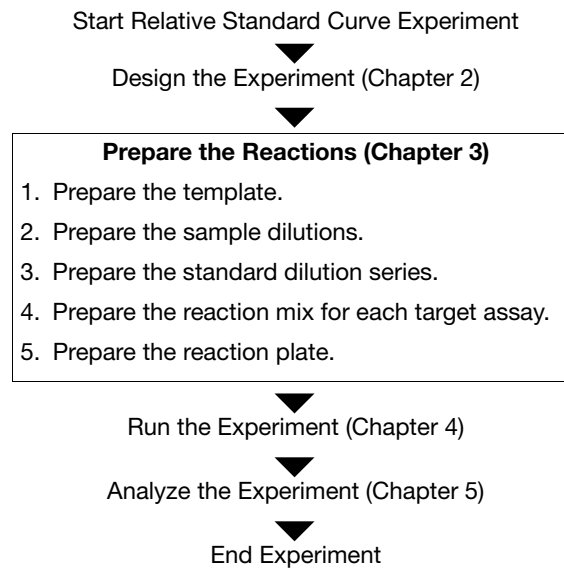 Start Relative Standard Curve Experiment
Design the Experiment (Chapter 2)
Prepare the Reactions (Chapter 3)
1. Prepare the template.
2. Prepare the sample dilutions.
3. Prepare the standard dilution series.
4. Prepare the reaction mix for each target assay.
5. Prepare the reaction plate.
Run the Experiment (Chapter 4)
Analyze the Experiment (Chapter 5)
End Experiment